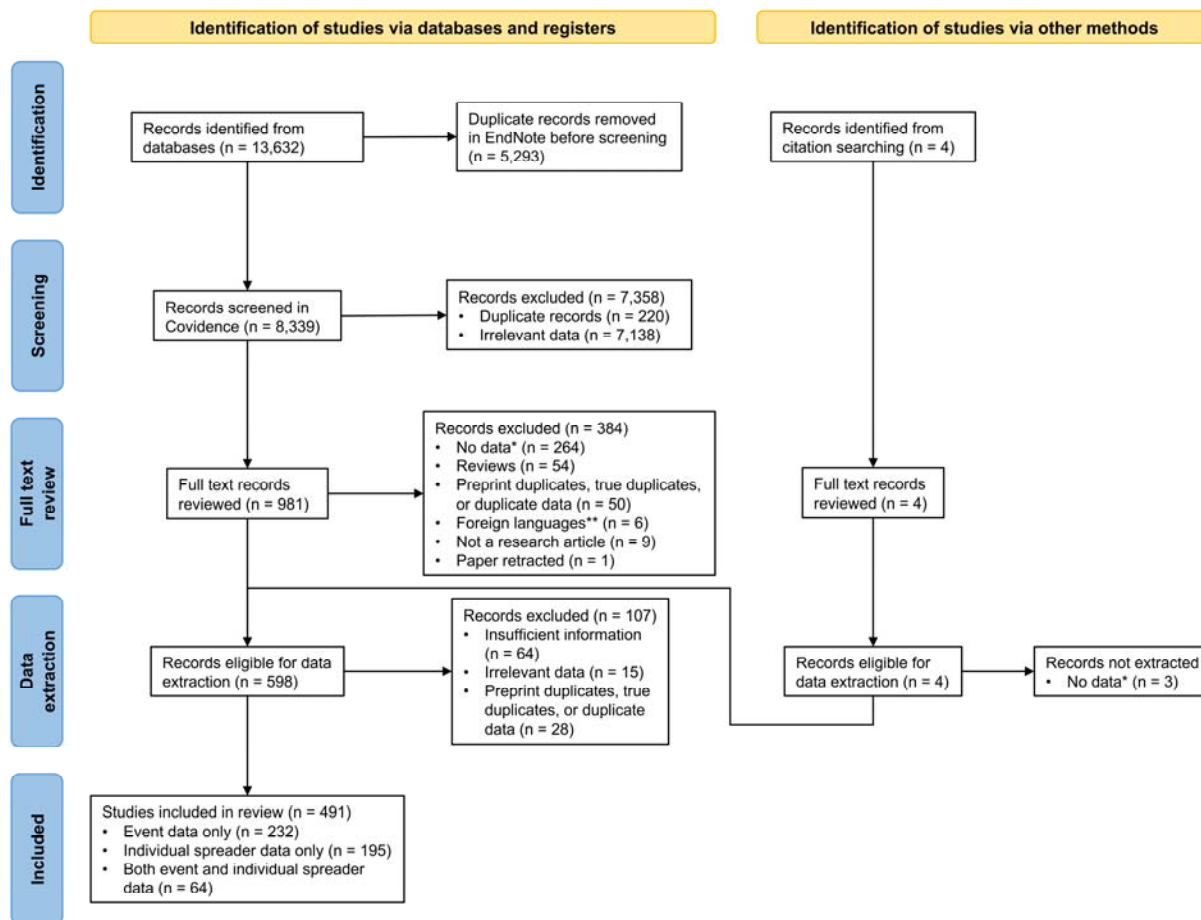 Identification of studies via databases and registers
Identification of studies via other methods
Identification
Records identified from
databases (n = 13,632)
Duplicate records removed
in EndNote before screening
(n = 5,293)
Records identified from
citation searching (n = 4)
Screening
Records screened in
Covidence (n = 8,339)
Records excluded (n = 7,358)
• Duplicate records (n = 220)
• Irrelevant data (n = 7,138)
Full text
review
Full text records
reviewed (n = 981)
Records excluded (n = 384)
• No data* (n = 264)
• Reviews (n = 54)
• Preprint duplicates, true duplicates,
or duplicate data (n = 50)
• Foreign languages** (n = 6)
• Not a research article (n = 9)
• Paper retracted (n = 1)
Full text records
reviewed (n = 4)
Data
extraction
Records eligible for data
extraction (n = 598)
Records excluded (n = 107)
• Insufficient information
(n = 64)
• Irrelevant data (n = 15)
• Preprint duplicates, true
duplicates, or duplicate
data (n = 28)
Records eligible for
data extraction (n = 4)
Records not extracted
• No data* (n = 3)
Included
Studies included in review (n = 491)
• Event data only (n = 232)
• Individual spreader data only (n = 195)
• Both event and individual spreader
data (n = 64)